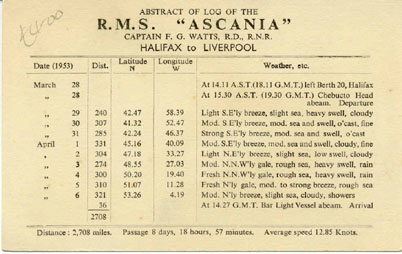 £4-00
ABSTRACT OF LOG OF THE
R.M.S. "ASCANIA"
CAPTAIN F. G. WATTS, R.D., R.N.R.
HALIFAX to LIVERPOOL
Date (1953) Dist. Latitude N Longitude W Weather, etc.
March 28 At 14.11 A.S.T.(18.11 G.M.T.) left Berth 20, Halifax
„ 28 At 15.30 A.S.T. (19.30 G.M.T.) Chebucto Head
abeam. Departure
„ 29 240 42.47 58.39 Light S.E'ly breeze, slight sea, heavy swell, cloudy
„ 30 307 41.32 52.47 Mod. S.E'ly breeze, mod. sea and swell, o'cast, fine
„ 31 285 42.24 46.37 Strong S.E'ly breeze, mod. sea and swell, o'cast
April 1 331 45.16 40.09 Mod. S.E'ly breeze, mod. sea and swell, cloudy, fine
„ 2 304 47.18 33.27 Light N.E'ly breeze, slight sea, low swell, cloudy
„ 3 274 48.55 27.03 Mod. N.N.W'ly gale, rough sea, heavy swell, rain
„ 4 300 50.20 19.40 Fresh N.N.W'ly gale, rough sea, heavy swell, rain
„ 5 310 51.07 11.28 Fresh N'ly gale, mod. to strong breeze, rough sea
„ 6 321 53.26 4.19 Mod. N'ly breeze, slight sea, cloudy, showers
36 At 14.27 G.M.T. Bar Light Vessel abeam. Arrival
2708
Distance : 2,708 miles. Passage 8 days, 18 hours, 57 minutes. Average speed 12.85 Knots.